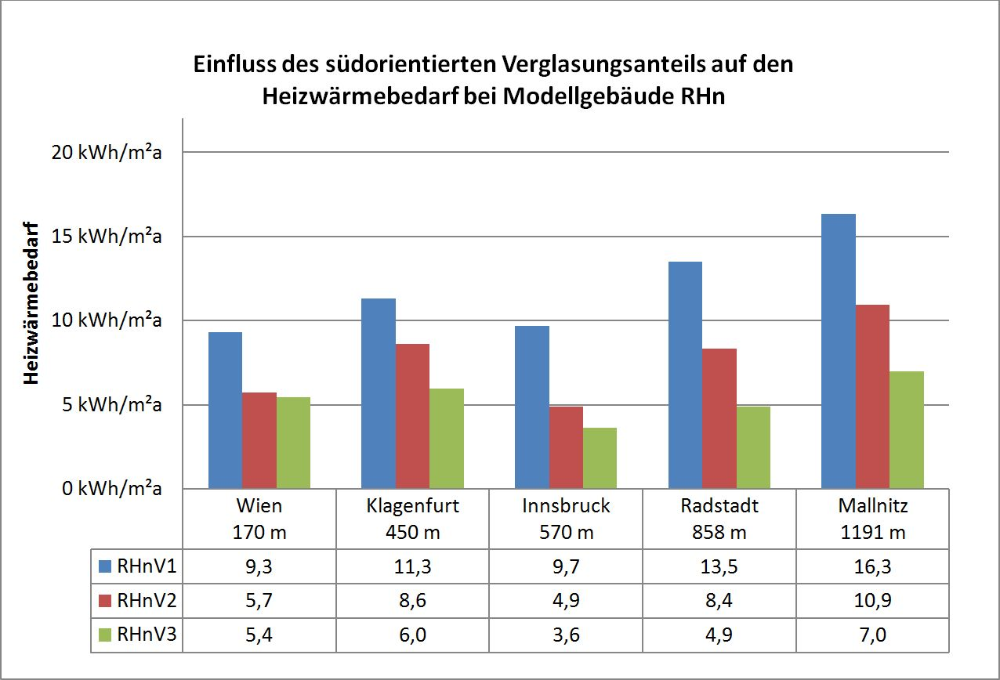 Einfluss des südorientierten Verglasungsanteils auf den
Heizwärmebedarf bei Modellgebäude RHn
Heizwärmebedarf
20 kWh/m²a
15 kWh/m²a
10 kWh/m²a
5 kWh/m²a
0 kWh/m²a
Wien Klagenfurt Innsbruck Radstadt Mallnitz
170 m 450 m 570 m 858 m 1191 m
RHnV1 9,3 11,3 9,7 13,5 16,3
RHnV2 5,7 8,6 4,9 8,4 10,9
RHnV3 5,4 6,0 3,6 4,9 7,0